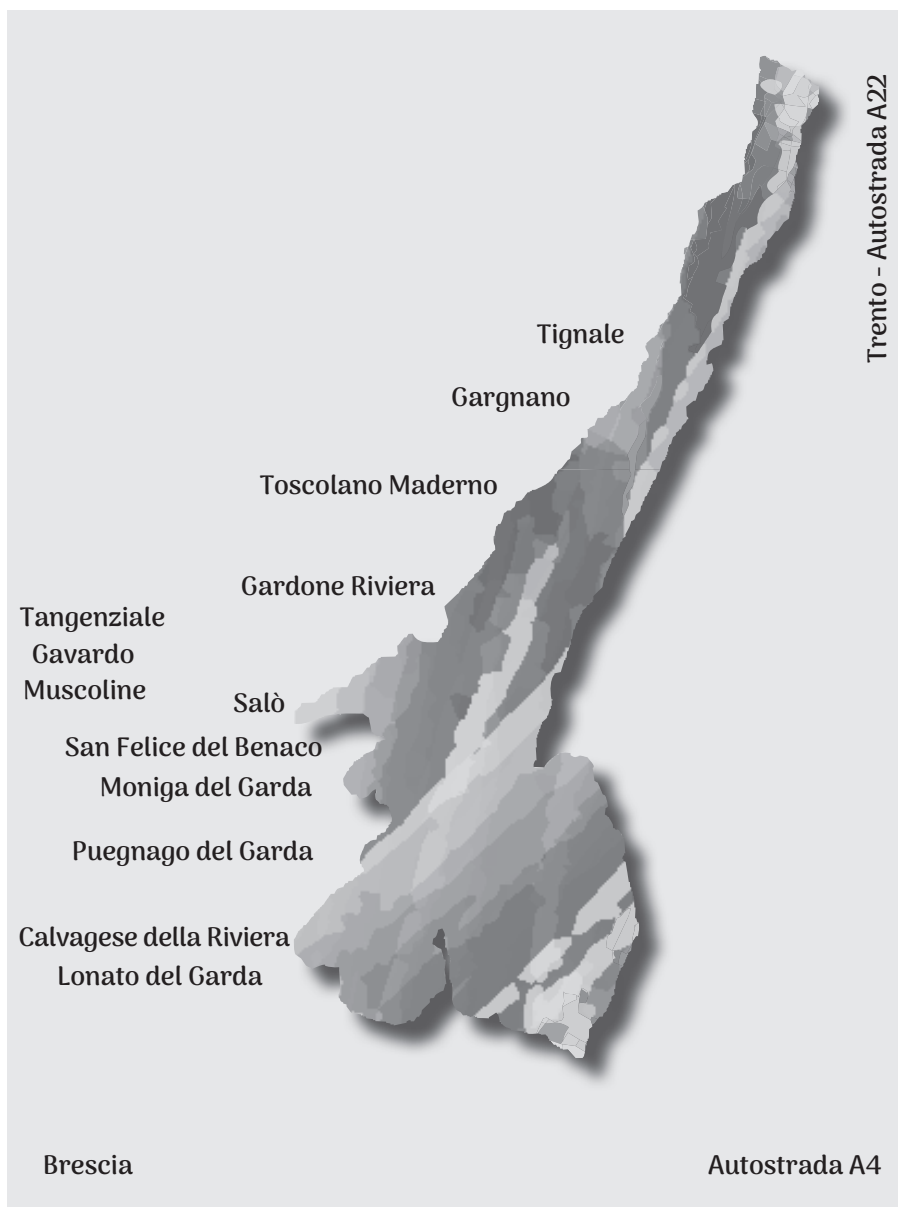 Trento - Autostrada A22
Tignale
Gargnano
Toscolano Maderno
Gardone Riviera
Tangenziale
Gavardo
Muscoline
Salò
San Felice del Benaco
Moniga del Garda
Puegnago del Garda
Calvagese della Riviera
Lonato del Garda
Brescia
Autostrada A4